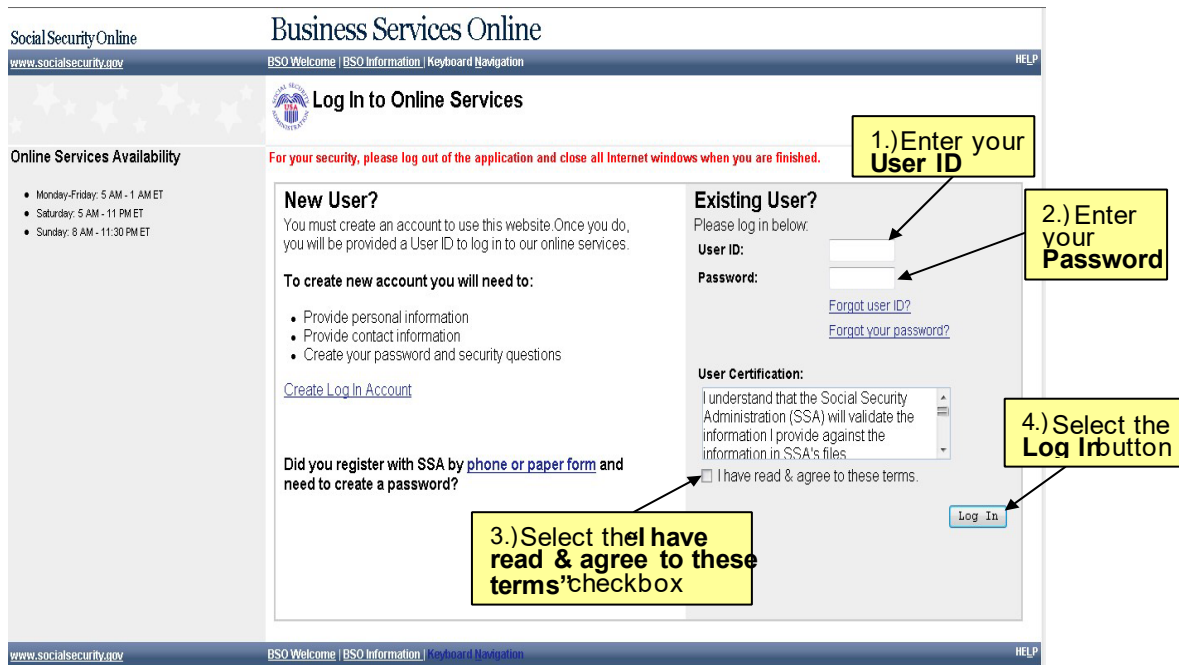 Social Security Online
Business Services Online
www.socialsecurity.gov
BSO Welcome | BSO Information | Keyboard Navigation
HELP
SOCIAL SECURITY ADMINISTRATION
USA
Log In to Online Services
Online Services Availability
• Monday-Friday: 5 AM - 1 AM ET
• Saturday: 5 AM - 11 PM ET
• Sunday: 8 AM - 11:30 PM ET
For your security, please log out of the application and close all Internet windows when you are finished.
New User?
You must create an account to use this website.Once you do,
you will be provided a User ID to log in to our online services.
To create new account you will need to:
• Provide personal information
• Provide contact information
• Create your password and security questions
Create Log In Account
Did you register with SSA by phone or paper form and
need to create a password?
Existing User?
Please log in below:
User ID:
Password:
Forgot user ID?
Forgot your password?
User Certification:
I understand that the Social Security
Administration (SSA) will validate the
information I provide against the
information in SSA's files
I have read & agree to these terms.
Log In
1.) Enter your
User ID
2.) Enter
your
Password
3.) Select the “I have
read & agree to these
terms” checkbox
4.) Select the
Log In button
www.socialsecurity.gov
BSO Welcome | BSO Information | Keyboard Navigation
HELP